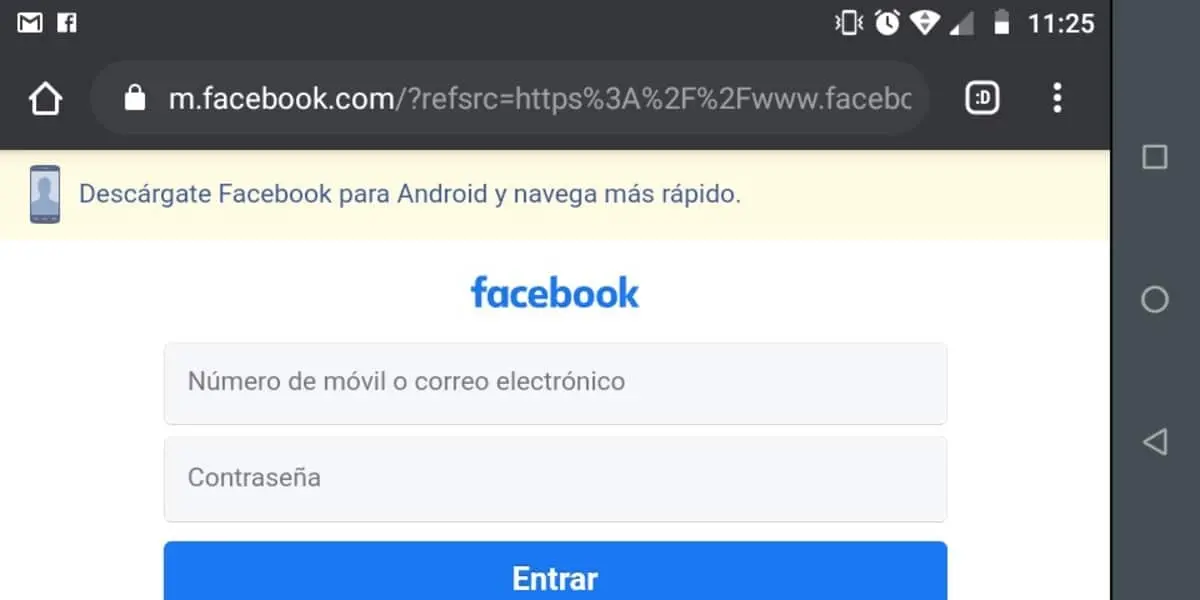 11:25
m.facebook.com/?refsrc=https%3A%2F%2Fwww.facebo
:D
Descárgate Facebook para Android y navega más rápido.
facebook
Número de móvil o correo electrónico
Contraseña
Entrar